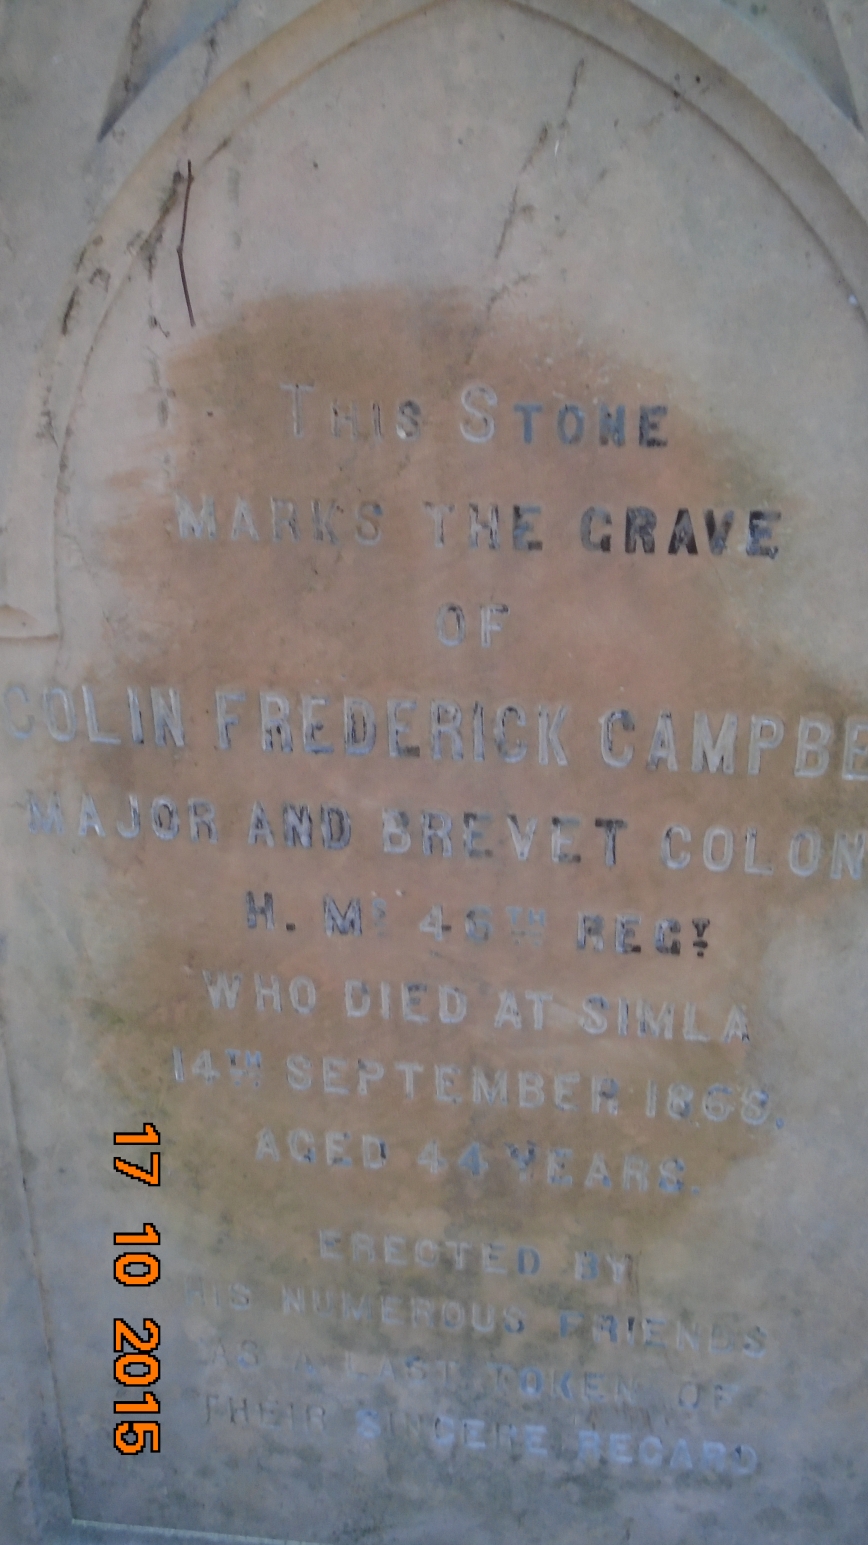 THIS STONE
MARKS THE GRAVE
OF
COLIN FREDERICK CAMPBE
MAJOR AND BREVET COLON
H. Ms 46TH REGT
WHO DIED AT SIMLA
14TH SEPTEMBER 1868.
AGED 44 YEARS.
ERECTED BY
HIS NUMEROUS FRIENDS
AS A LAST TOKEN OF
THEIR SINCERE REGARD
17 10 2015